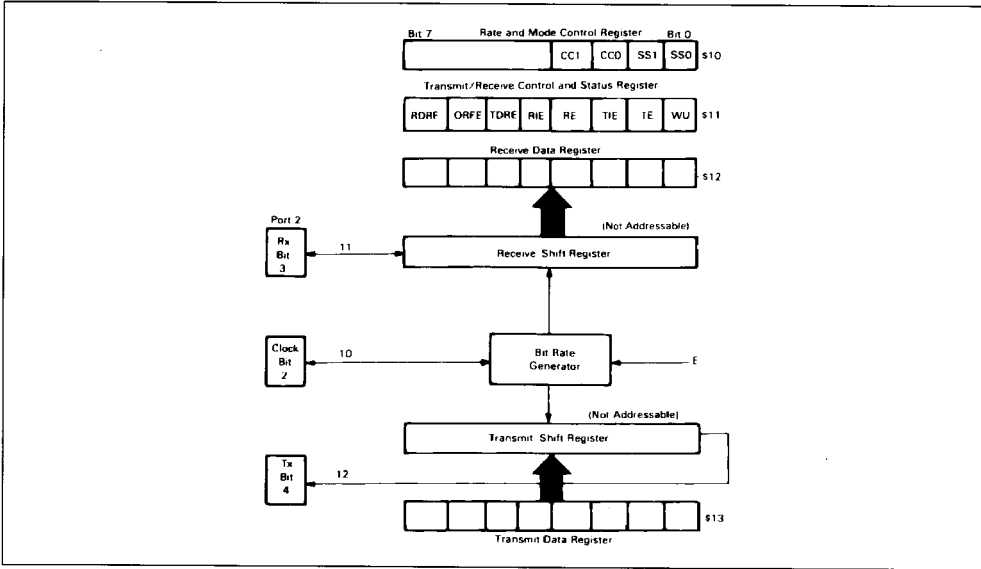 Bit 7 Rate and Mode Control Register Bit 0
CC1 CC0 SS1 SS0 $10
Transmit/Receive Control and Status Register
RDRF ORFE TDRE RIE RE TIE TE WU $11
Receive Data Register
$12
Port 2
(Not Addressable)
Rx
Bit
3
11
Receive Shift Register
Clock
Bit
2
10
Bit Rate
Generator
E
(Not Addressable)
Transmit Shift Register
Tx
Bit
4
12
$13
Transmit Data Register